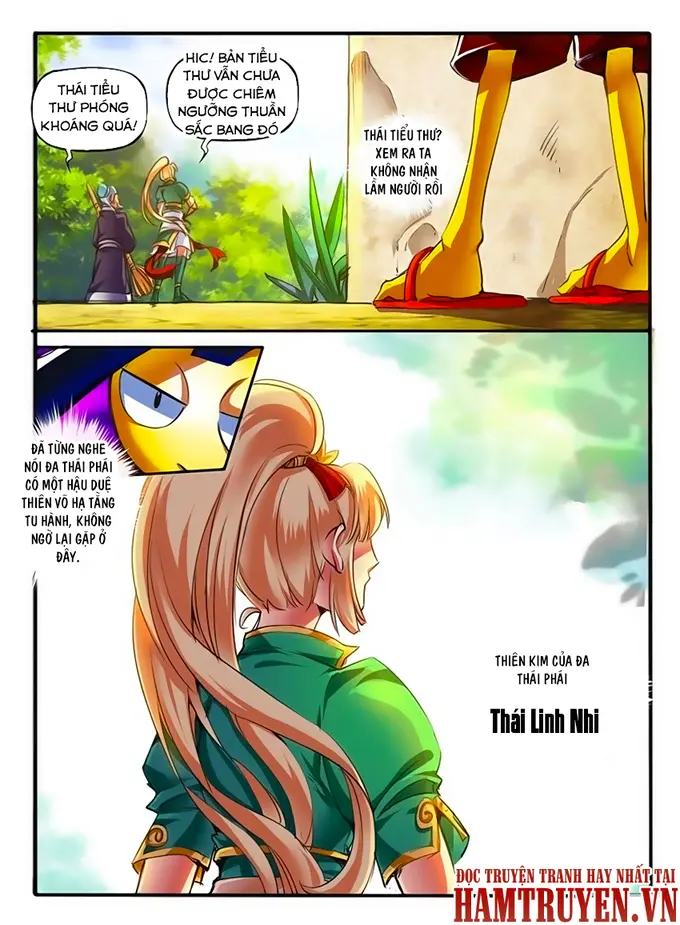 THÁI TIỂU
THƯ PHÓNG
KHOÁNG QUÁ!
HIC! BẢN TIỂU
THƯ VẪN CHƯA
ĐƯỢC CHIÊM
NGƯỠNG THUẦN
SẮC BANG ĐÓ
THÁI TIỂU THƯ?
XEM RA TA
KHÔNG NHẬN
LẦM NGƯỜI RỒI
ĐÃ TỪNG NGHE
NÓI ĐA THÁI PHÁI
CÓ MỘT HẬU DUỆ
THIÊN VÕ HẠ TẦNG
TU HÀNH, KHÔNG
NGỜ LẠI GẶP Ở
ĐÂY.
THIÊN KIM CỦA ĐA
THÁI PHÁI
Thái Linh Nhi
ĐỌC TRUYỆN TRANH HAY NHẤT TẠI
HAMTRUYEN.VN